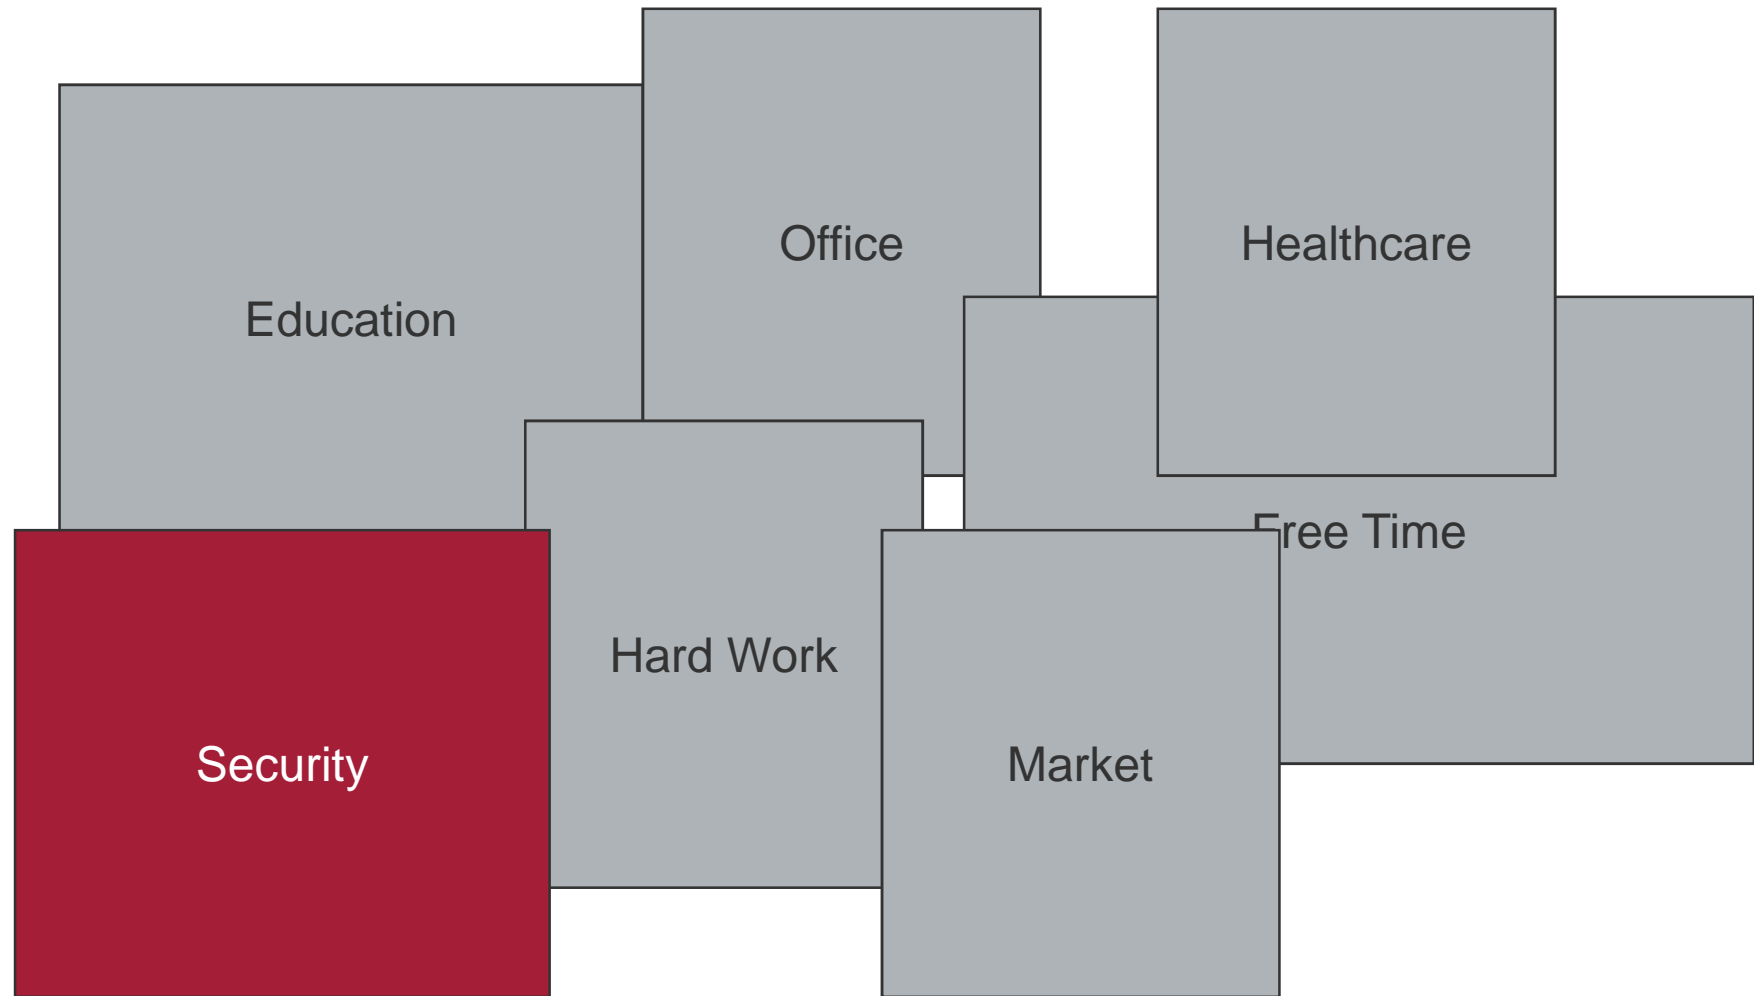 Office
Healthcare
Education
Free Time
Hard Work
Security
Market